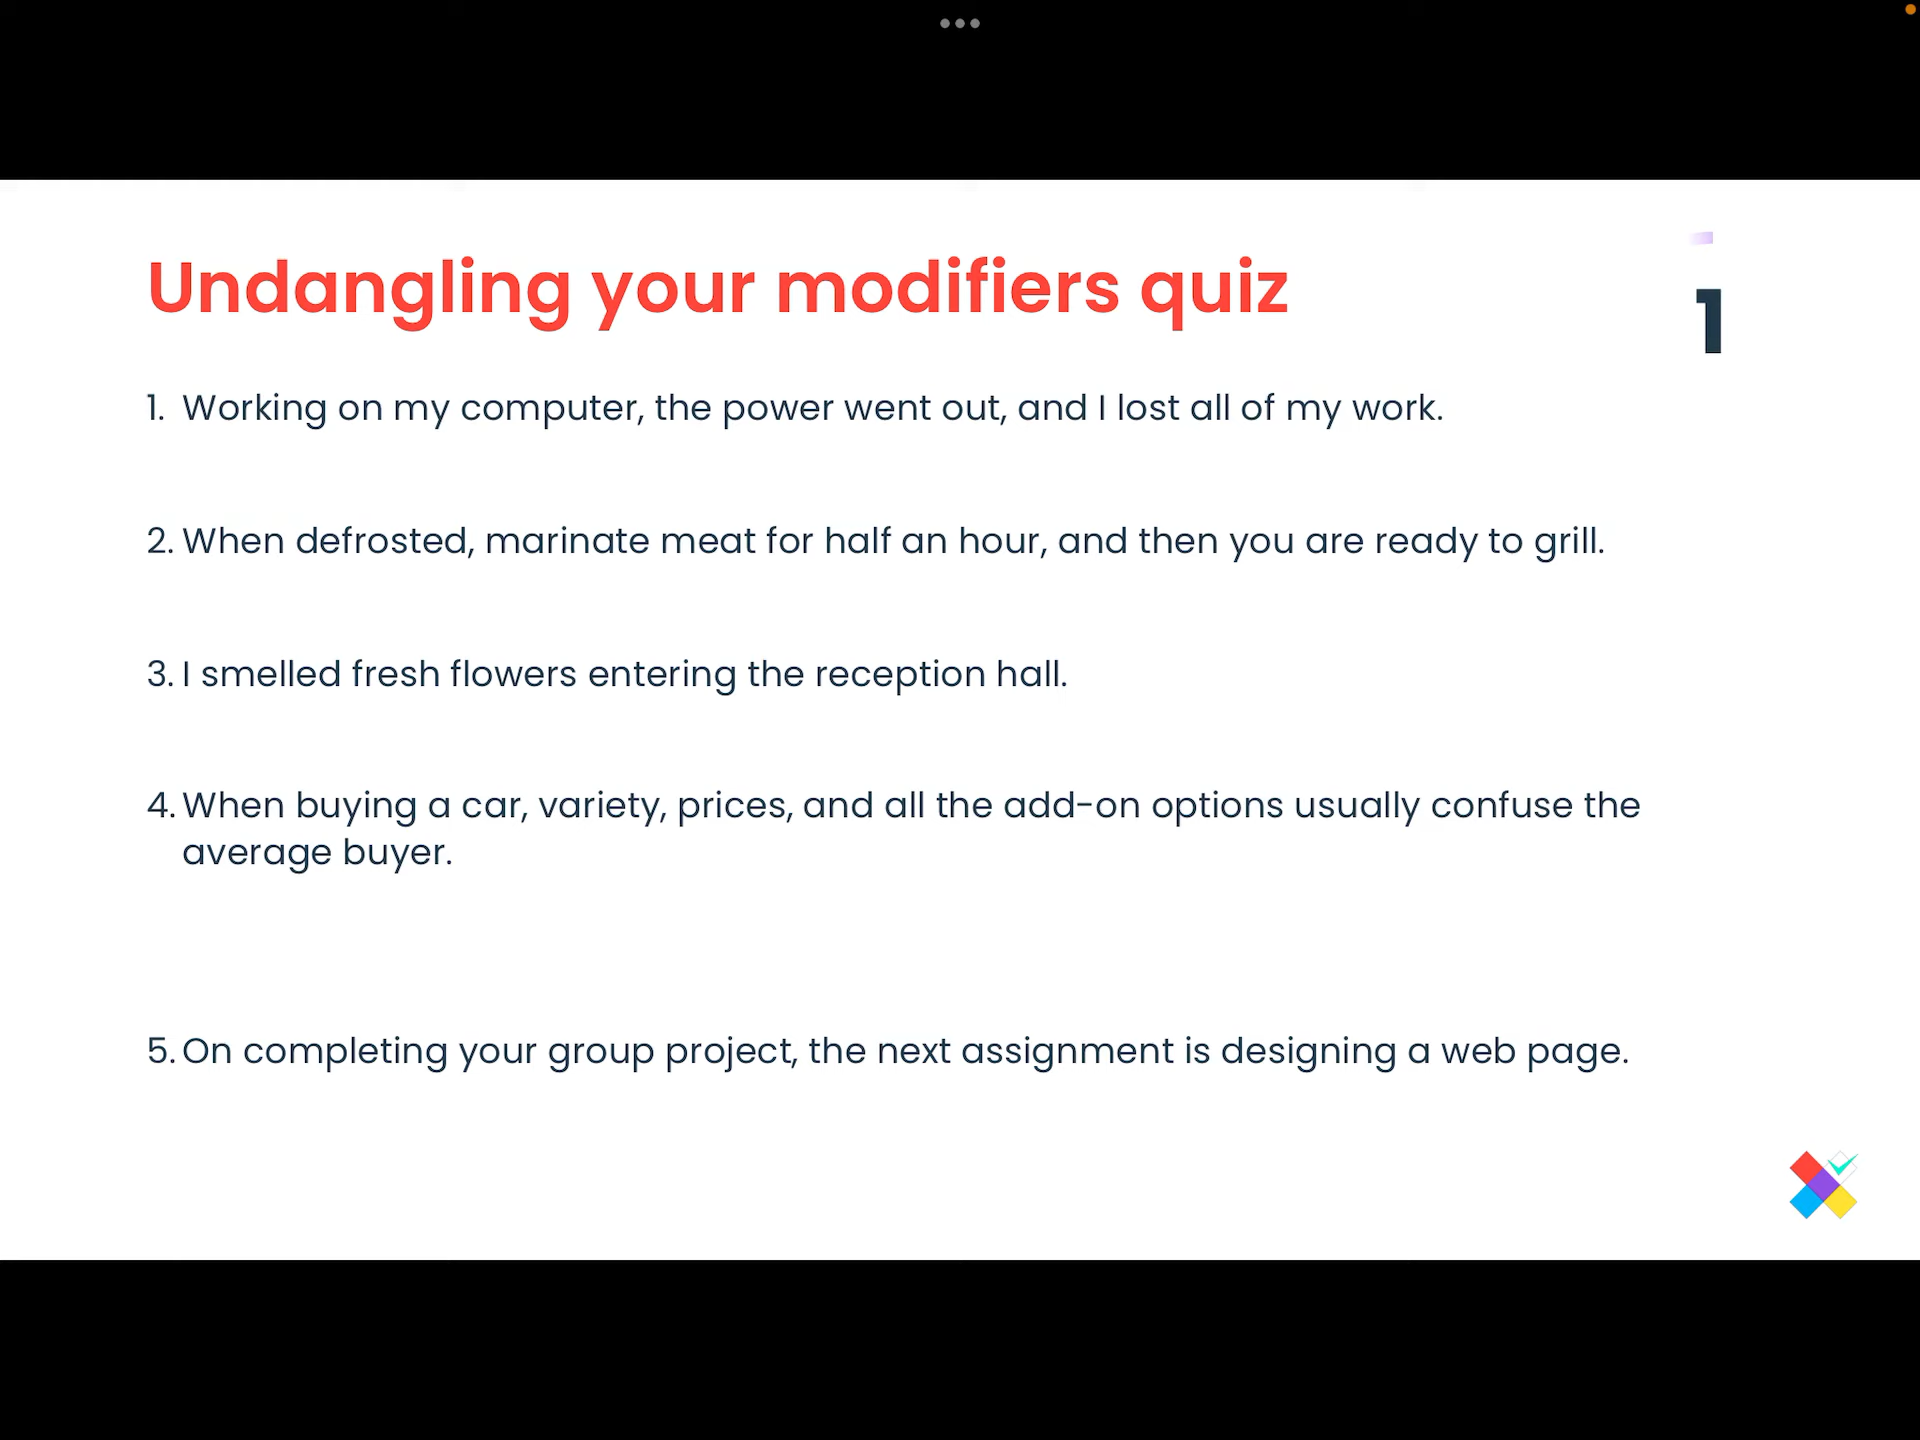 Undangling your modifiers quiz
1
1. Working on my computer, the power went out, and I lost all of my work.
2. When defrosted, marinate meat for half an hour, and then you are ready to grill.
3. I smelled fresh flowers entering the reception hall.
4. When buying a car, variety, prices, and all the add-on options usually confuse the
average buyer.
5. On completing your group project, the next assignment is designing a web page.